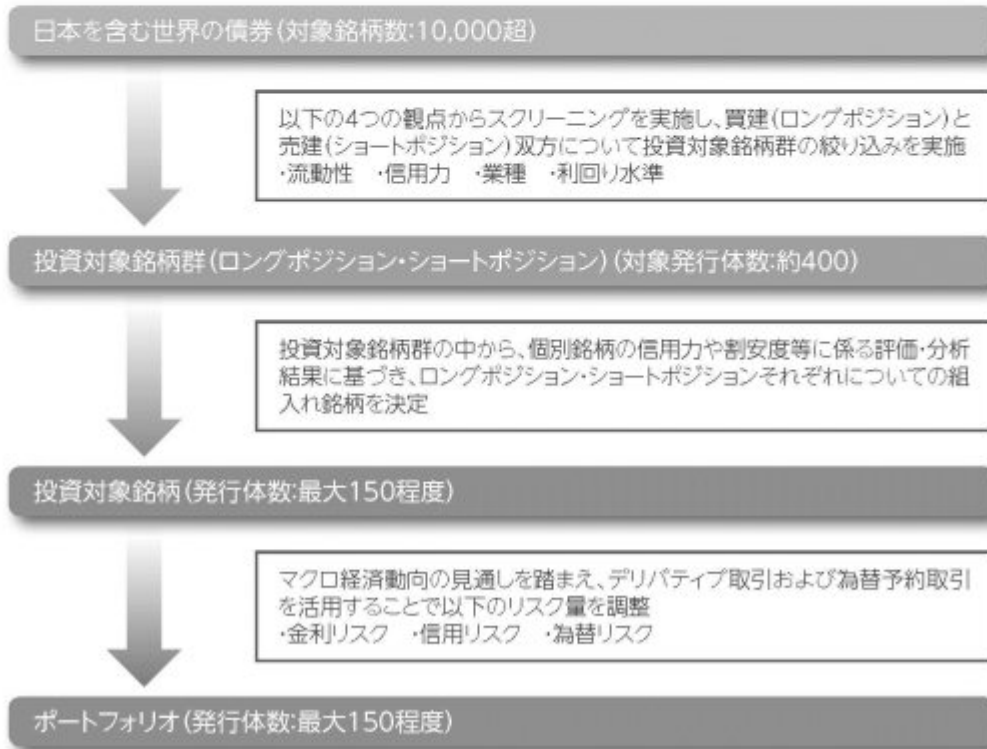 日本を含む世界の債券(対象銘柄数:10,000超)
以下の4つの観点からスクリーニングを実施し、買建(ロングポジション)と
売建(ショートポジション)双方について投資対象銘柄群の絞り込みを実施
・流動性　・信用力　・業種　・利回り水準
投資対象銘柄群(ロングポジション・ショートポジション)(対象発行体数:約400)
投資対象銘柄群の中から、個別銘柄の信用力や割安度等に係る評価・分析
結果に基づき、ロングポジション・ショートポジションそれぞれについての組
入れ銘柄を決定
投資対象銘柄(発行体数:最大150程度)
マクロ経済動向の見通しを踏まえ、デリバティブ取引および為替予約取引
を活用することで以下のリスク量を調整
・金利リスク　・信用リスク　・為替リスク
ポートフォリオ(発行体数:最大150程度)